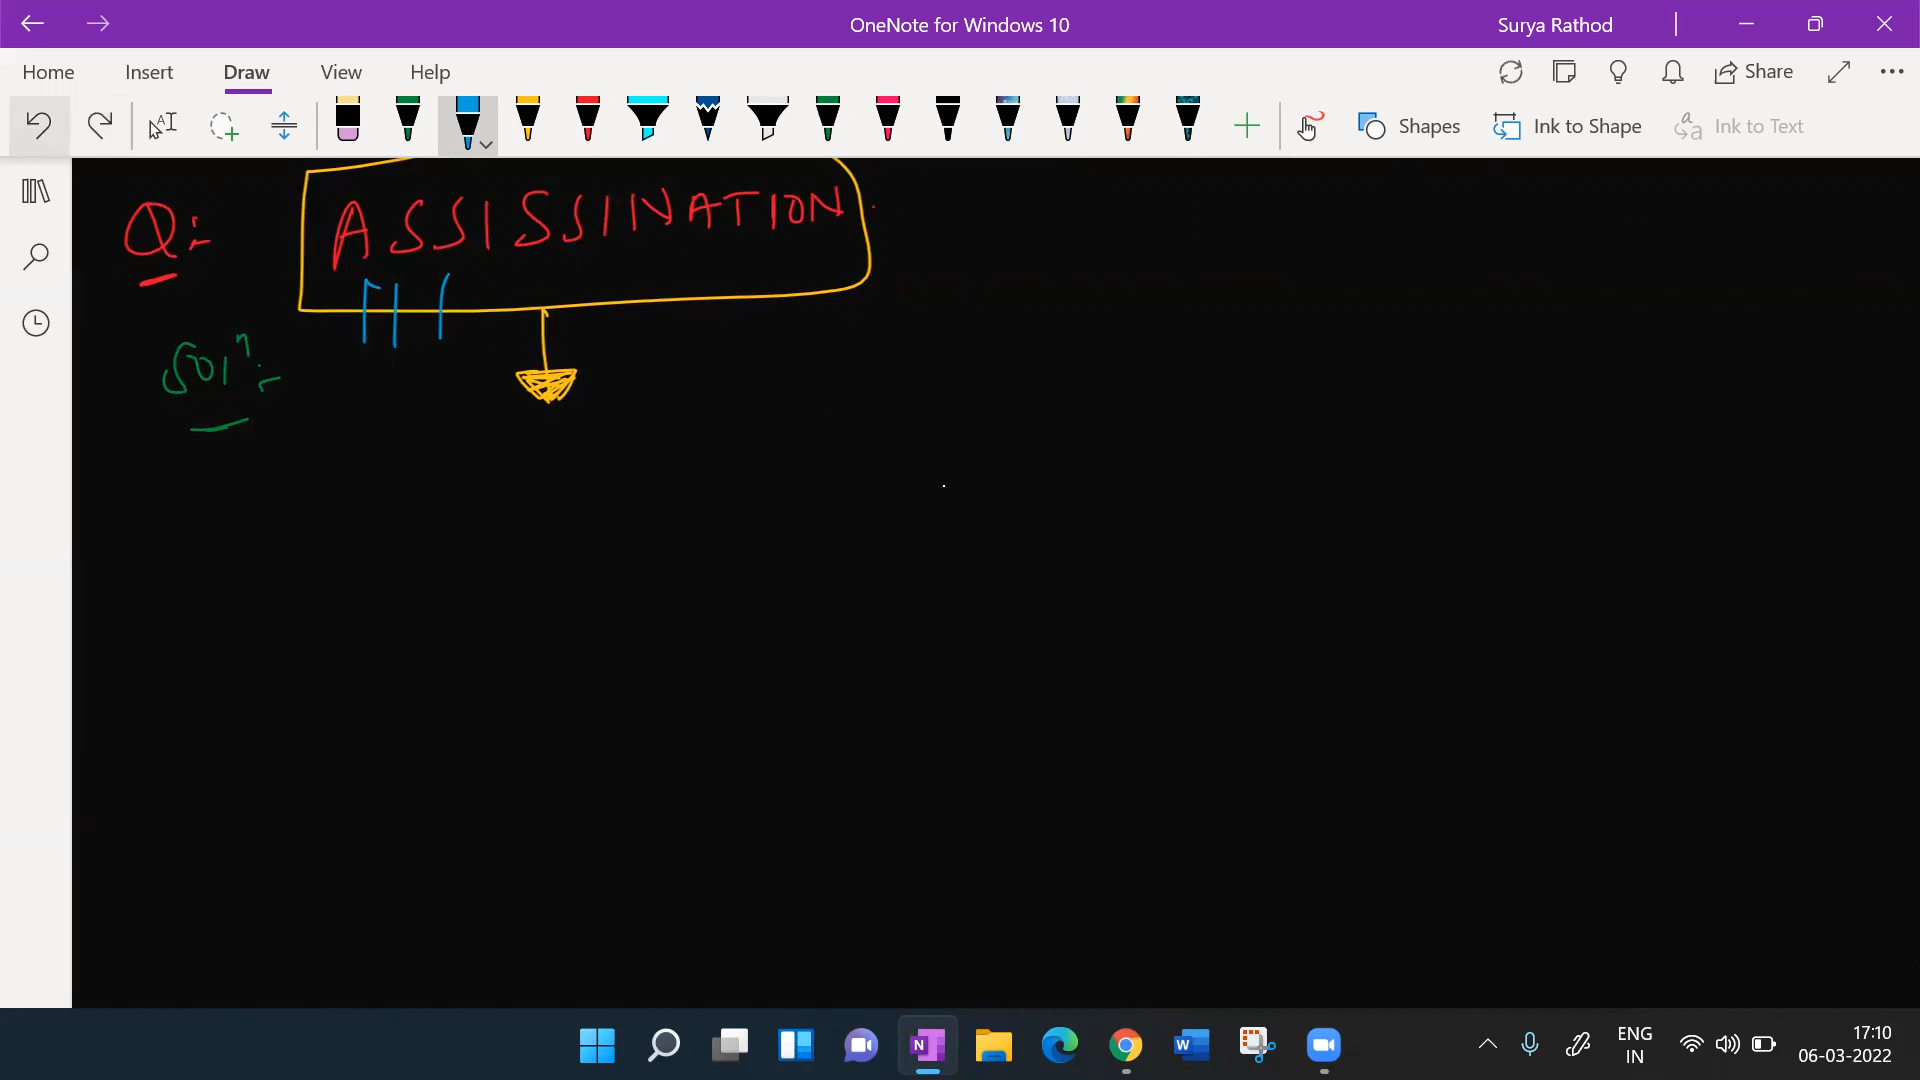 OneNote for Windows 10
Surya Rathod
Home
Insert
Draw
View
Help
Share
Shapes
Ink to Shape
Ink to Text
Q:-
ASSISSINATION
Solⁿ:-
ENG
IN
17:10
06-03-2022